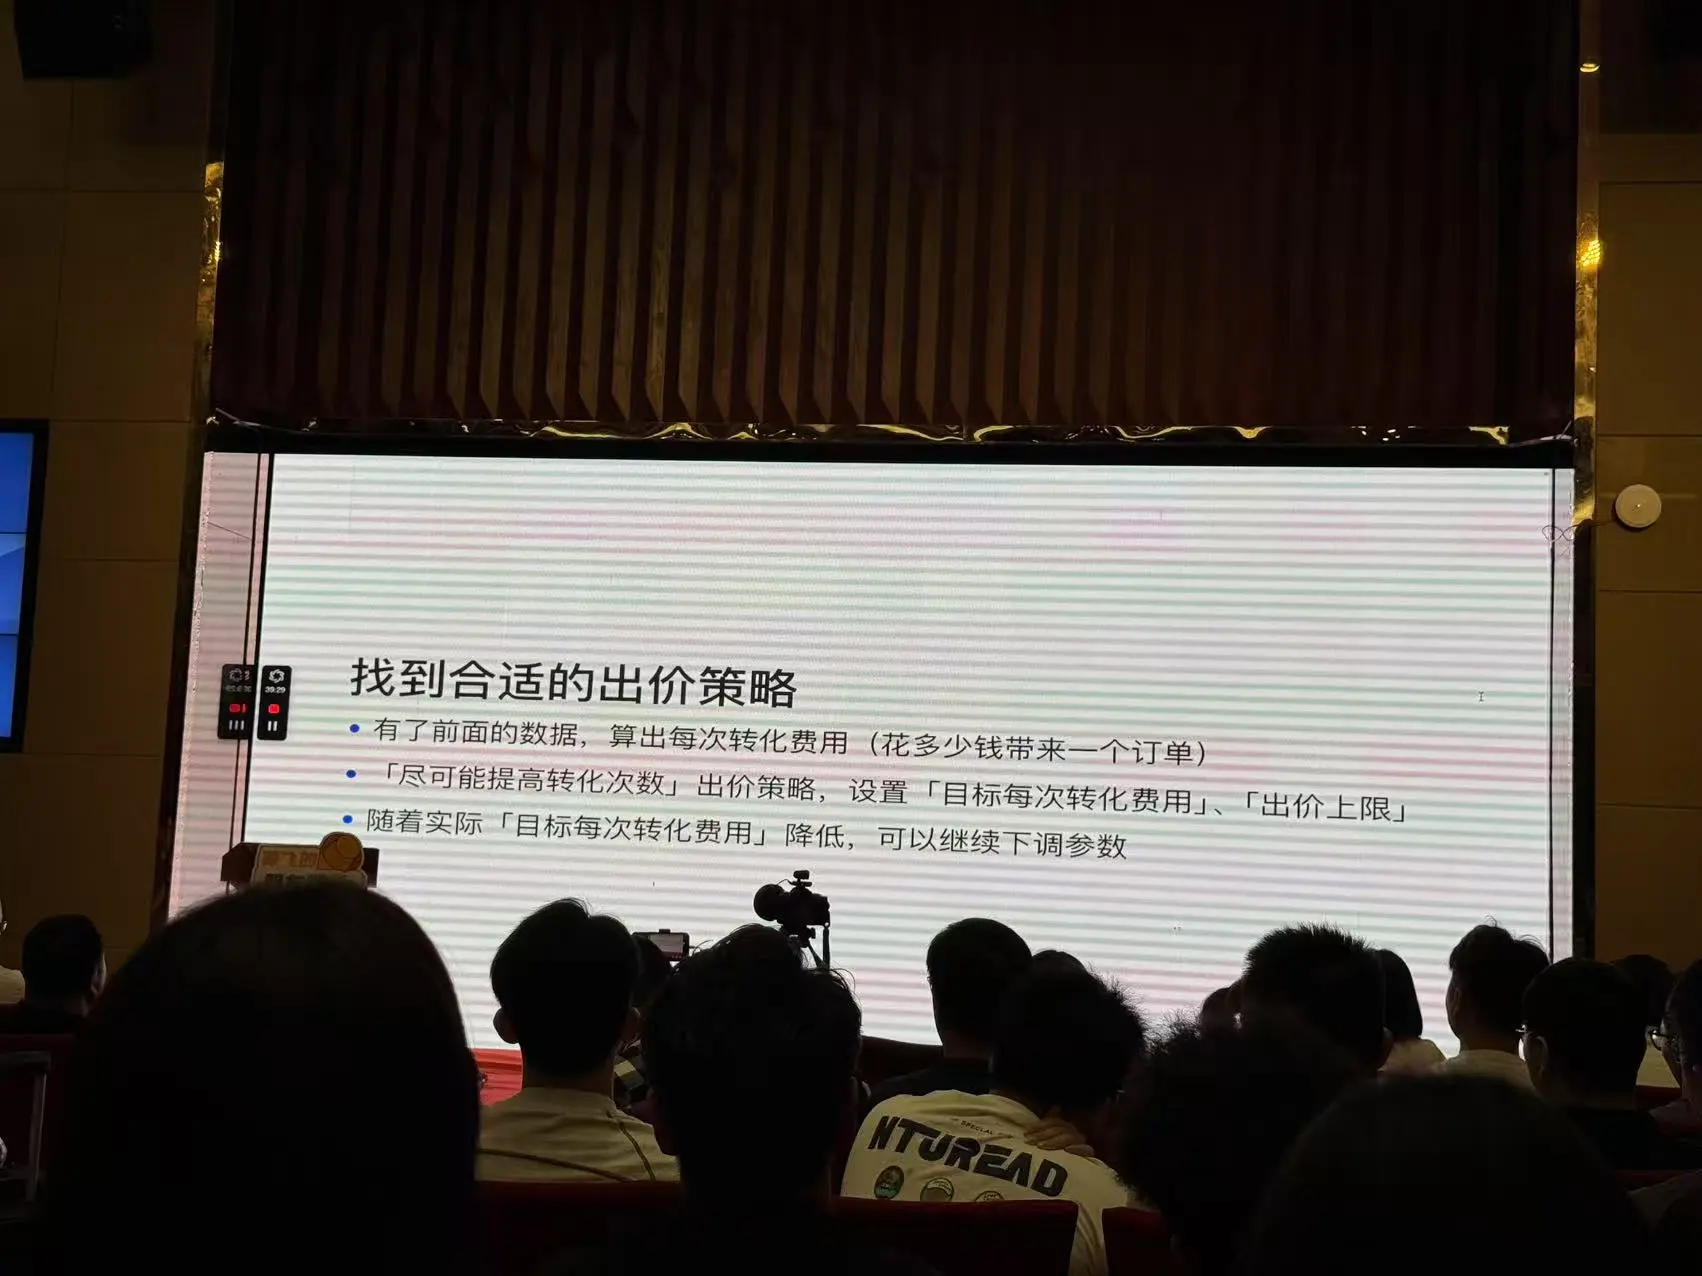 找到合适的出价策略
• 有了前面的数据，算出每次转化费用（花多少钱带来一个订单）
• 「尽可能提高转化次数」出价策略，设置「目标每次转化费用」、「出价上限」
• 随着实际「目标每次转化费用」降低，可以继续下调参数
39:29
SPECIAL
NTUREAD